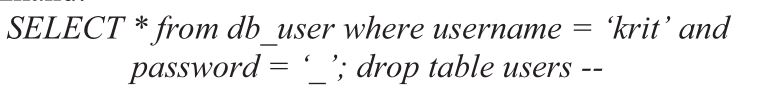 SELECT * from db_user where username = ‘krit’ and
password = ‘_’; drop table users --